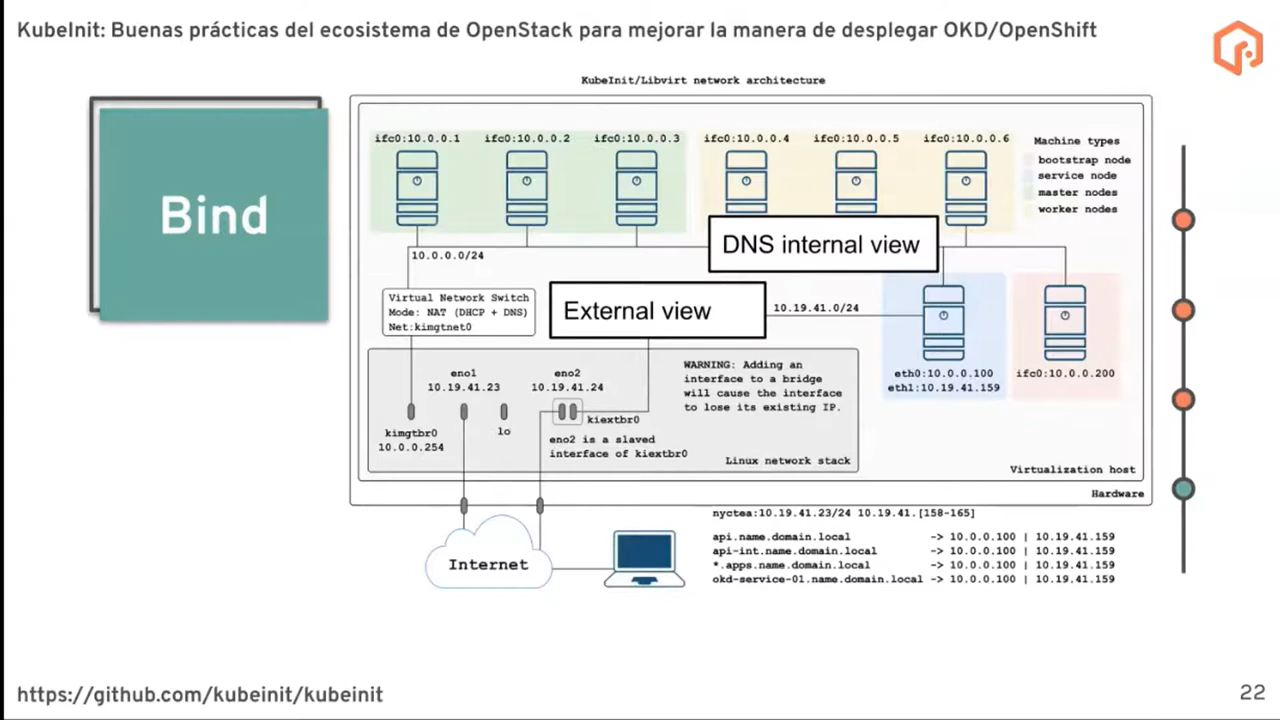 KubeInit: Buenas prácticas del ecosistema de OpenStack para mejorar la manera de desplegar OKD/OpenShift
Bind
KubeInit/Libvirt network architecture
ifc0:10.0.0.1
ifc0:10.0.0.2
ifc0:10.0.0.3
ifc0:10.0.0.4
ifc0:10.0.0.5
ifc0:10.0.0.6
Machine types
bootstrap node
service node
master nodes
worker nodes
DNS internal view
10.0.0.0/24
Virtual Network Switch
Mode: NAT (DHCP + DNS)
Net:kimgtnet0
External view
10.19.41.0/24
eth0:10.0.0.100
eth1:10.19.41.159
ifc0:10.0.0.200
eno1
10.19.41.23
eno2
10.19.41.24
WARNING: Adding an
interface to a bridge
will cause the interface
to lose its existing IP.
kimgtbr0
10.0.0.254
lo
kiextbr0
eno2 is a slaved
interface of kiextbr0
Linux network stack
Virtualization host
Hardware
Internet
nyctea:10.19.41.23/24 10.19.41.[158-165]
api.name.domain.local -> 10.0.0.100 | 10.19.41.159
api-int.name.domain.local -> 10.0.0.100 | 10.19.41.159
*.apps.name.domain.local -> 10.0.0.100 | 10.19.41.159
okd-service-01.name.domain.local -> 10.0.0.100 | 10.19.41.159
https://github.com/kubeinit/kubeinit
22